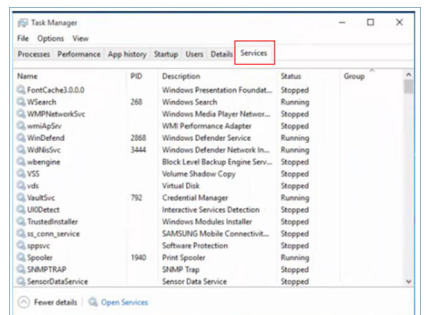 Task Manager
File Options View
Processes Performance App history Startup Users Details Services
Name PID Description Status Group
FontCache3.0.0.0 Windows Presentation Foundat... Stopped
WSearch 268 Windows Search Running
WMPNetworkSvc Windows Media Player Networ... Stopped
wmiApSrv WMI Performance Adapter Stopped
WinDefend 2868 Windows Defender Service Running
WdNisSvc 3444 Windows Defender Network In... Running
wbengine Block Level Backup Engine Serv... Stopped
VSS Volume Shadow Copy Stopped
vds Virtual Disk Stopped
VaultSvc 792 Credential Manager Running
UI0Detect Interactive Services Detection Stopped
TrustedInstaller Windows Modules Installer Stopped
ss_conn_service SAMSUNG Mobile Connectivit... Stopped
sppsvc Software Protection Stopped
Spooler 1940 Print Spooler Running
SNMPTRAP SNMP Trap Stopped
SensorDataService Sensor Data Service Stopped
Fewer details Open Services